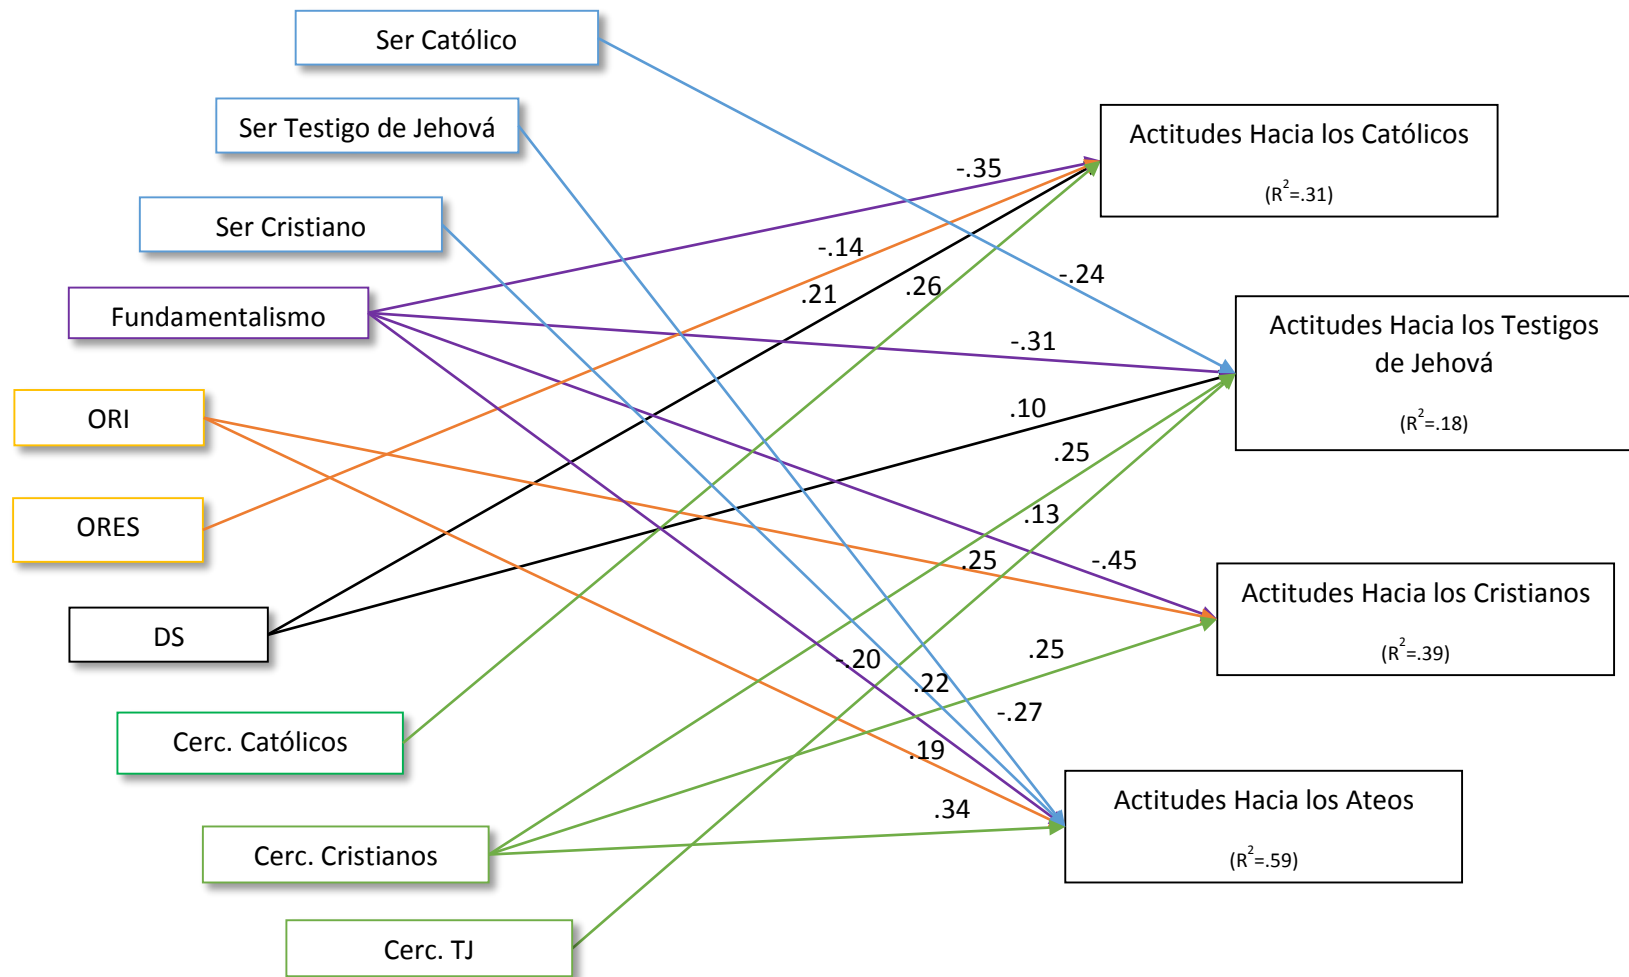 Ser Católico
Ser Testigo de Jehová
Ser Cristiano
Fundamentalismo
ORI
ORES
DS
Cerc. Católicos
Cerc. Cristianos
Cerc. TJ
-.35
-.14
.21
.26
-.24
-.31
.10
.25
.13
.25
-.45
.25
-.20
.22
-.27
.19
.34
Actitudes Hacia los Católicos
(R²=.31)
Actitudes Hacia los Testigos
de Jehová
(R²=.18)
Actitudes Hacia los Cristianos
(R²=.39)
Actitudes Hacia los Ateos
(R²=.59)